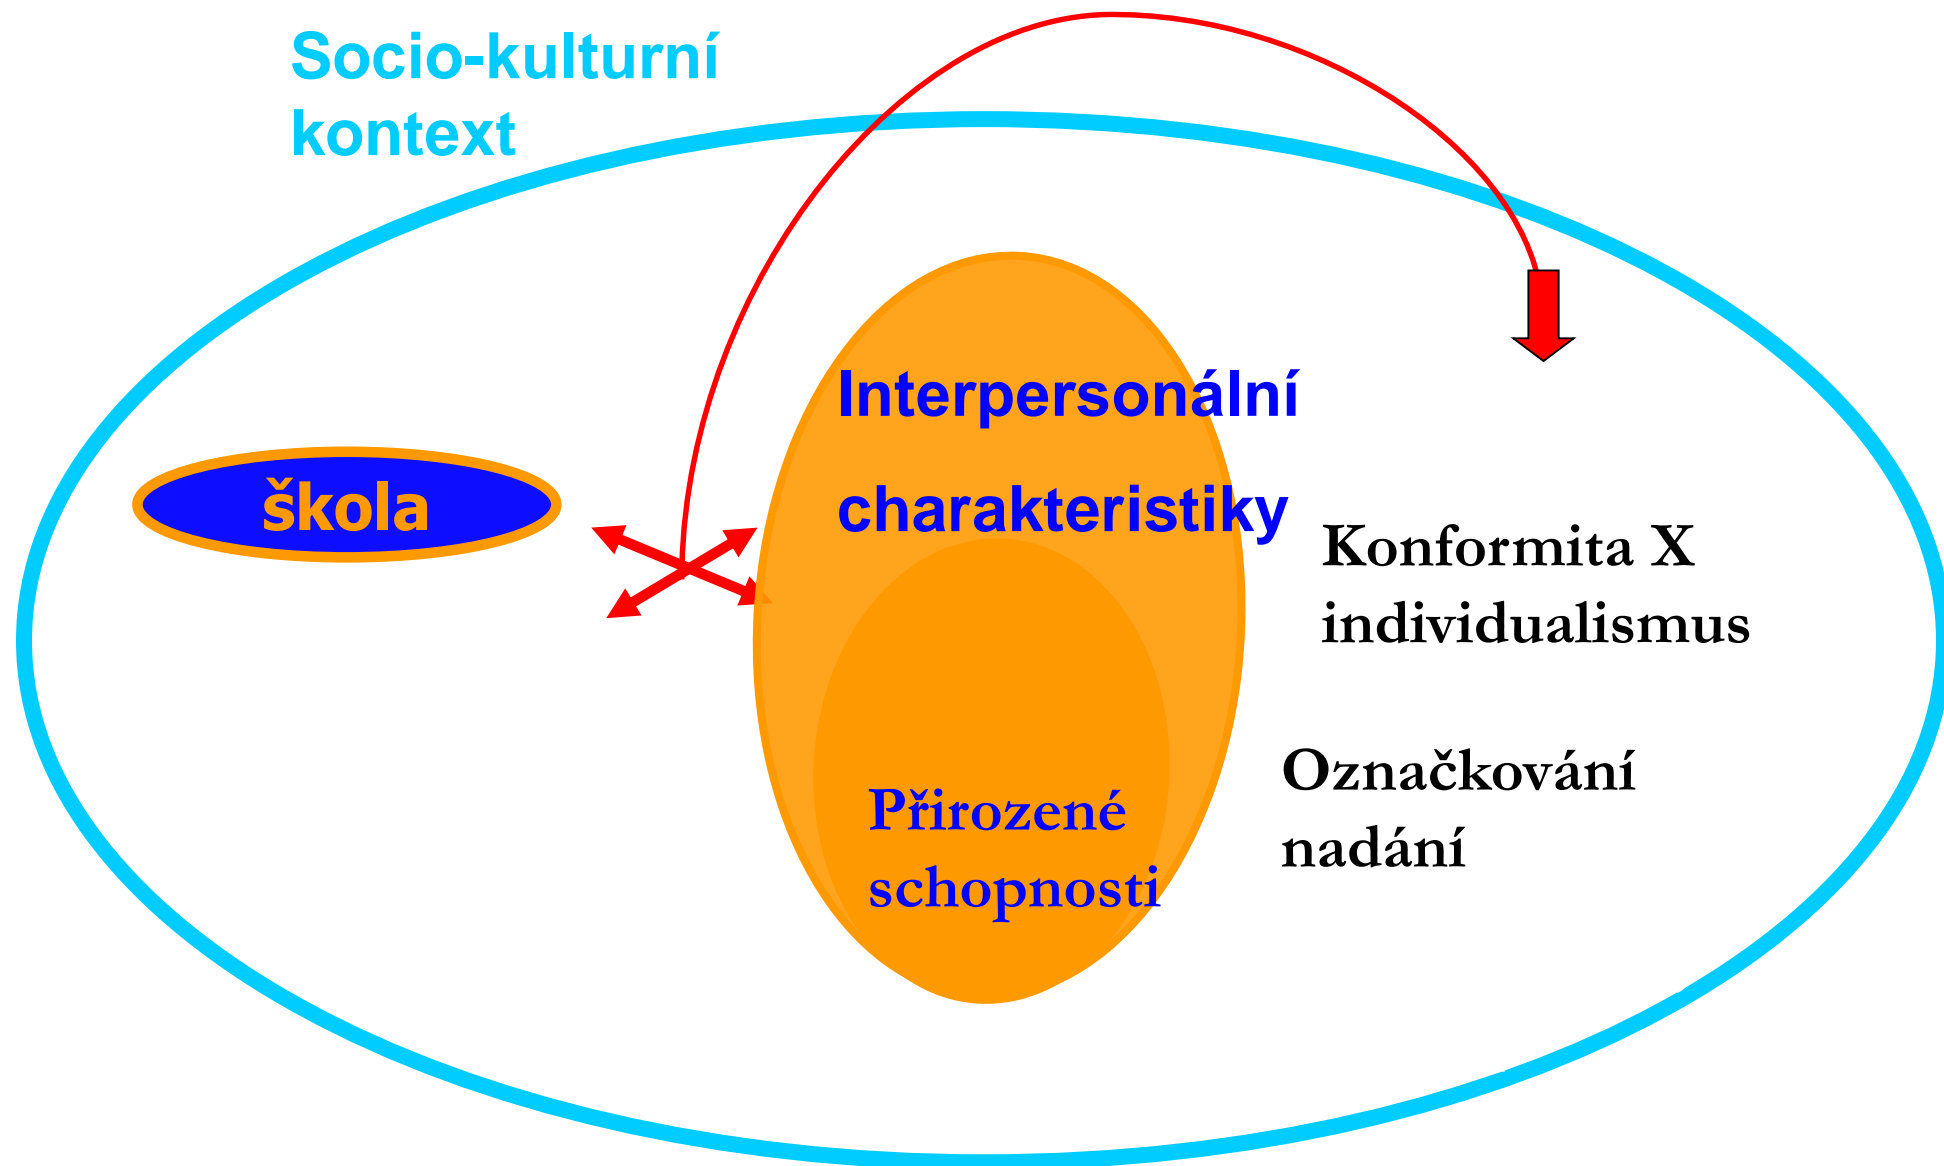 Socio-kulturní
kontext
Interpersonální
charakteristiky
škola
Konformita X
individualismus
Označkování
nadání
Přirozené
schopnosti